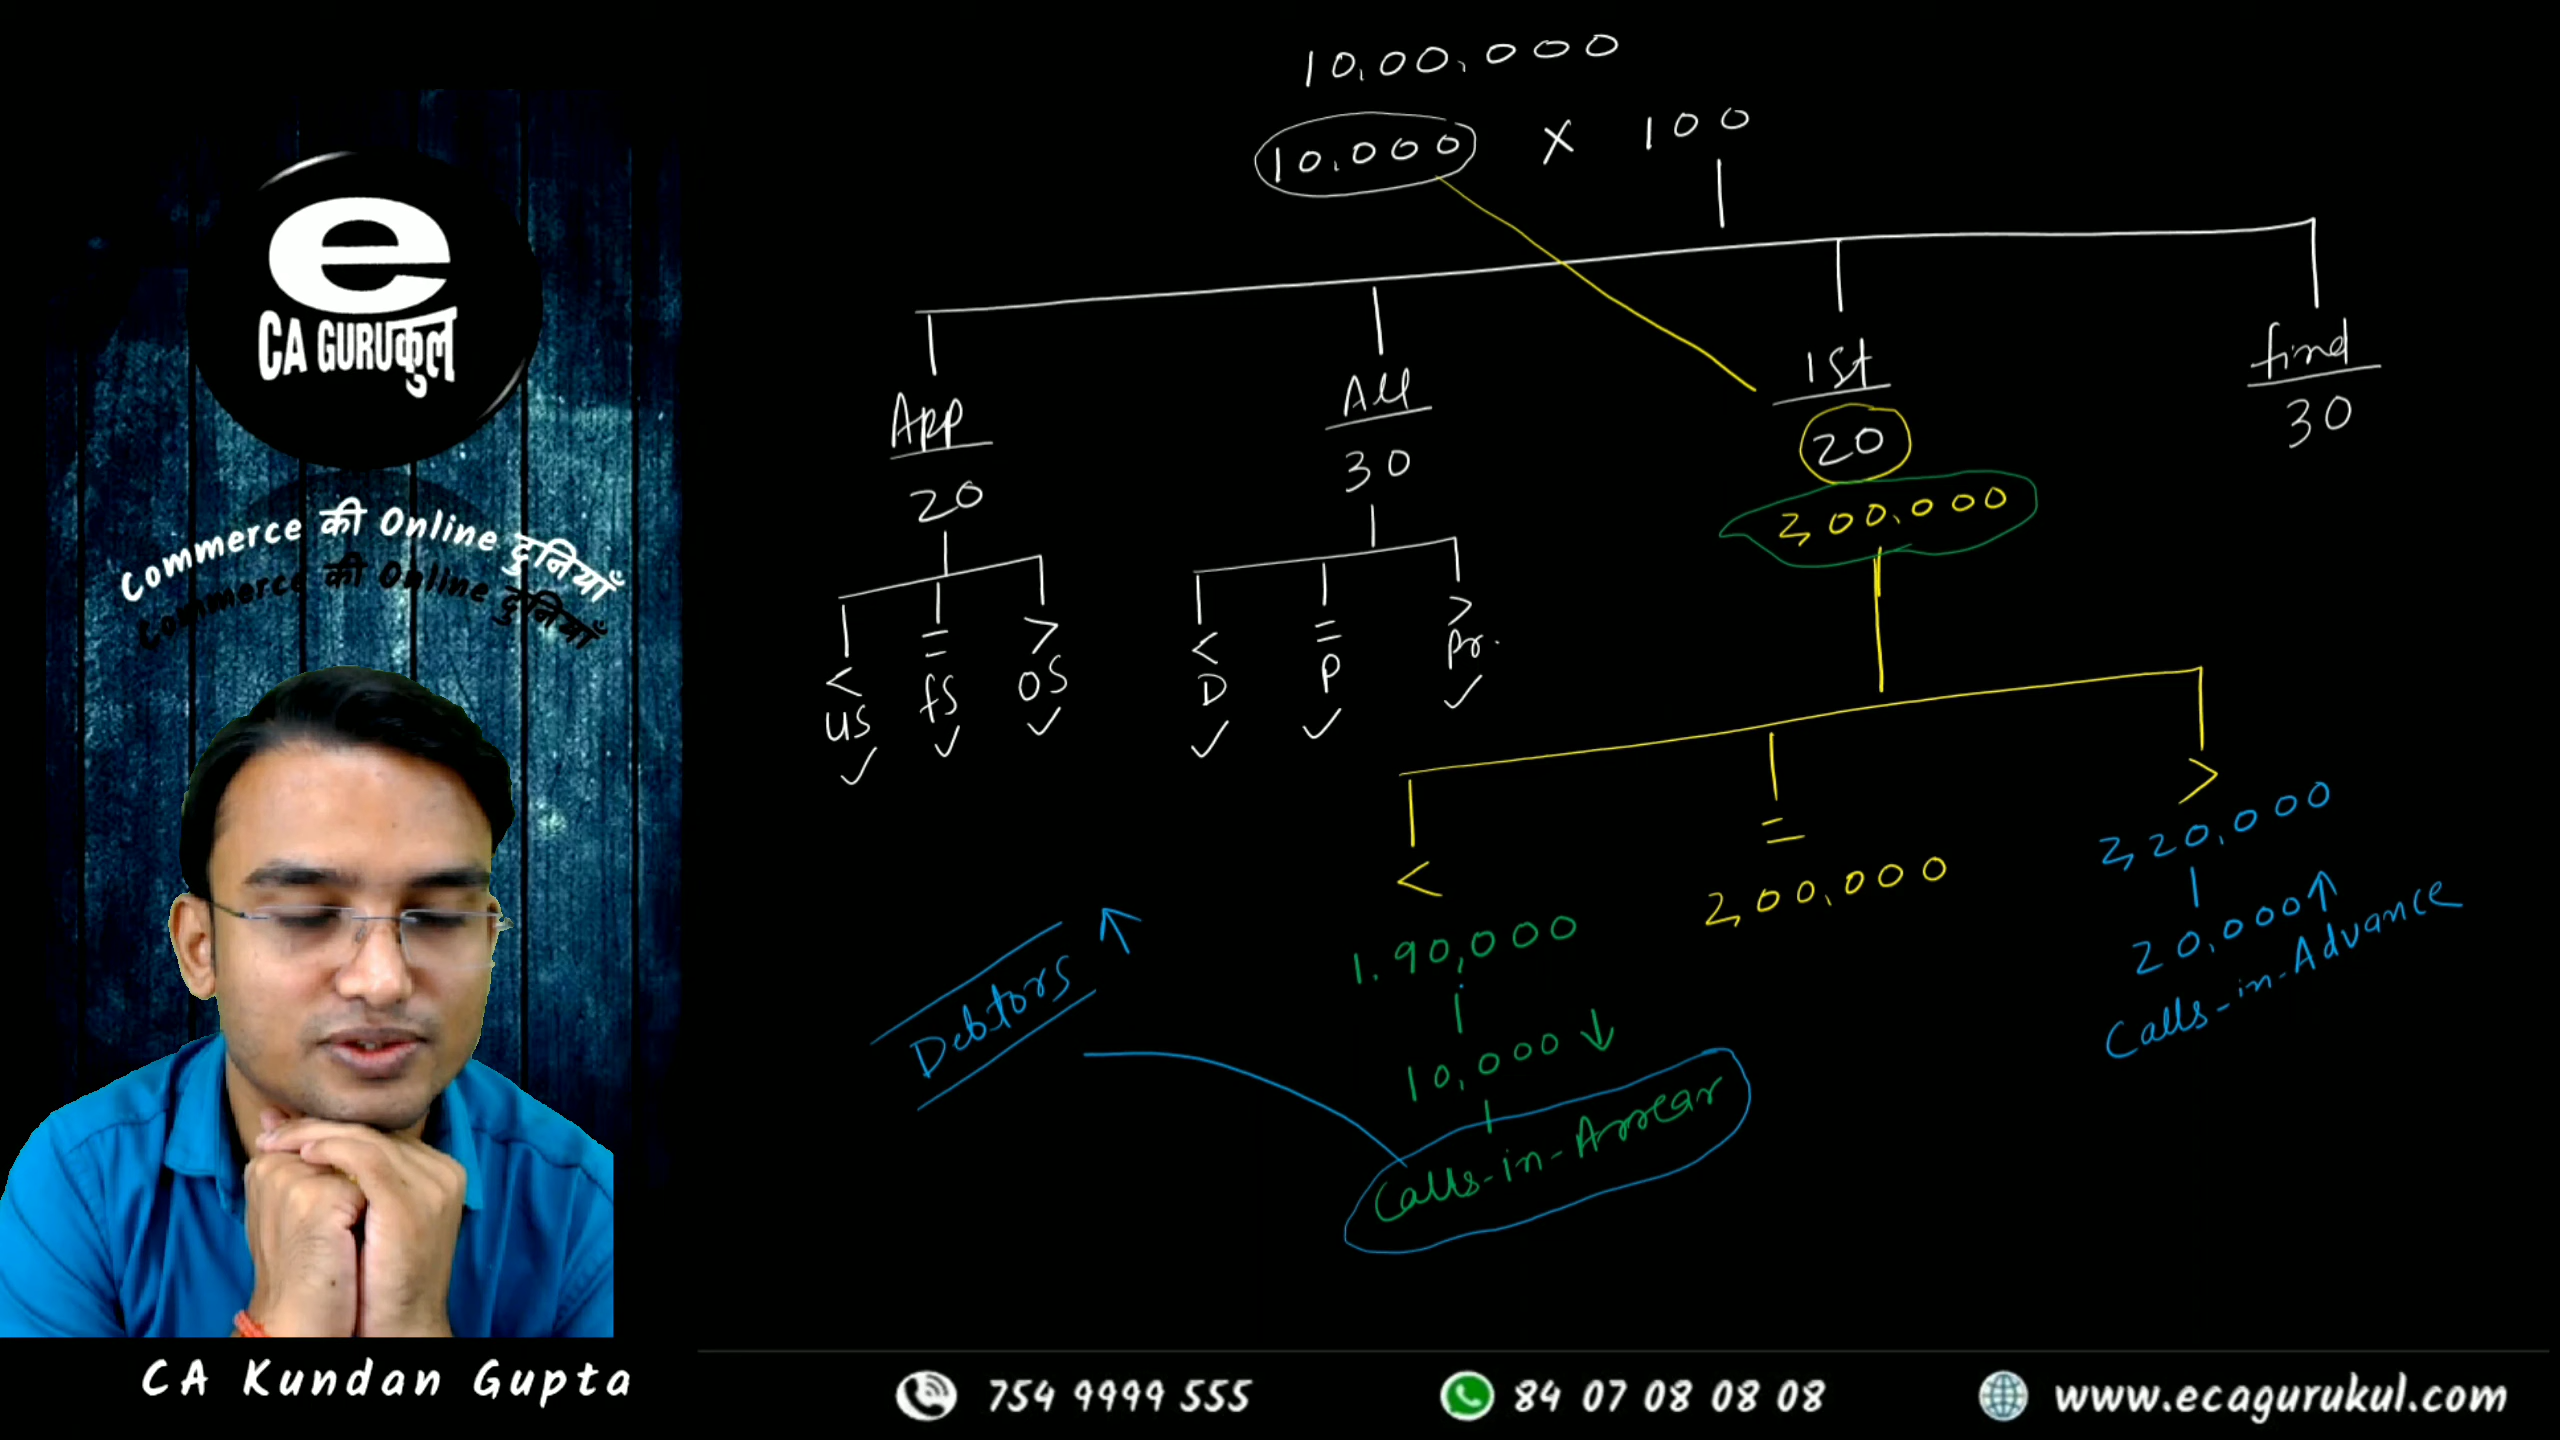 e
CA GURUकुल
Commerce की Online दुनियाँ
Commerce की Online दुनियाँ
CA Kundan Gupta
10,00,000
10,000 X 100
App
20
< = >
US fS OS
✓ ✓ ✓
All
30
< = >
D P Pr.
✓ ✓ ✓
1st
20
2,00,000
<
1.90,000
10,000 ↓
Calls-in-Arrear
Debtors ↑
=
2,00,000
>
2,20,000
20,000 ↑
Calls-in-Advance
final
30
754 9999 555
84 07 08 08 08
www.ecagurukul.com